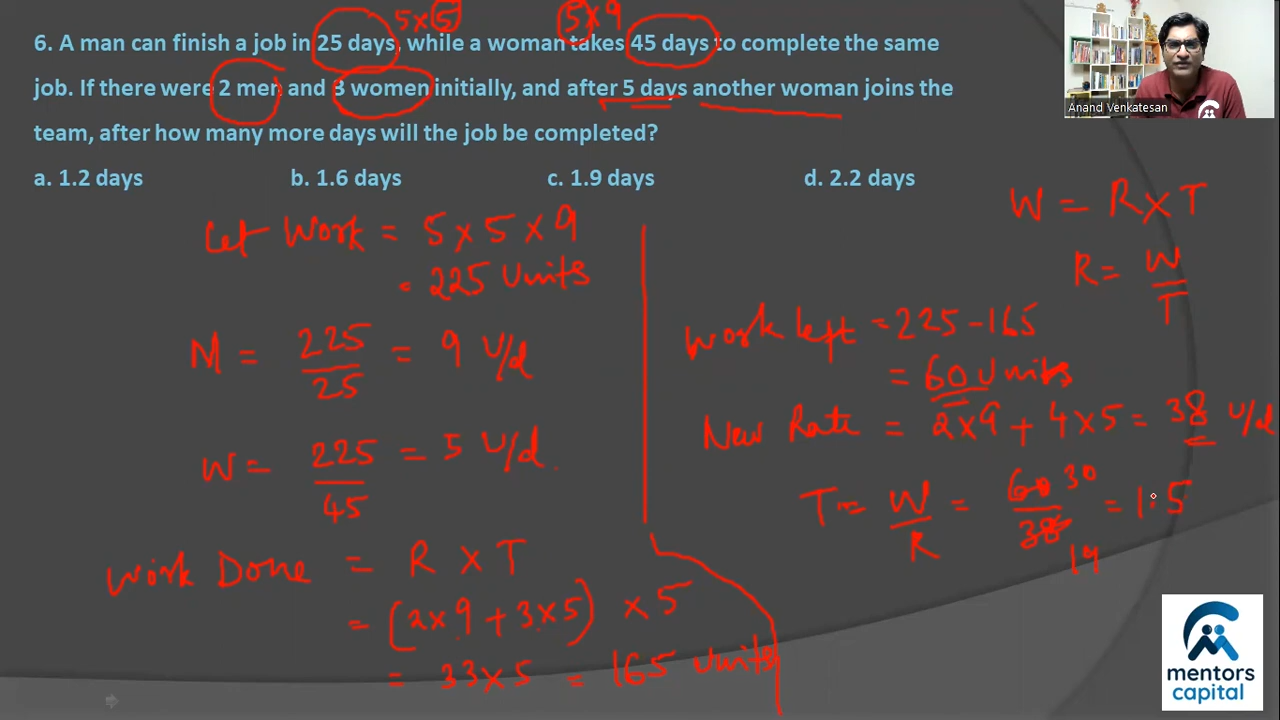 5×5
5×9
6. A man can finish a job in 25 days, while a woman takes 45 days to complete the same
job. If there were 2 men and 3 women initially, and after 5 days another woman joins the
team, after how many more days will the job be completed?
a. 1.2 days b. 1.6 days c. 1.9 days d. 2.2 days
Anand Venkatesan
Let Work = 5 × 5 × 9
= 225 Units
M = 225/25 = 9 U/d
W = 225/45 = 5 U/d.
Work Done = R × T
= (2×9 + 3×5) × 5
= 33×5 = 165 Units
W = R×T
R = W/T
Work left = 225 - 165
= 60 Units
New Rate = 2×9 + 4×5 = 38 U/d
T = W/R = 60/38 30/19 = 1.5
mentors
capital